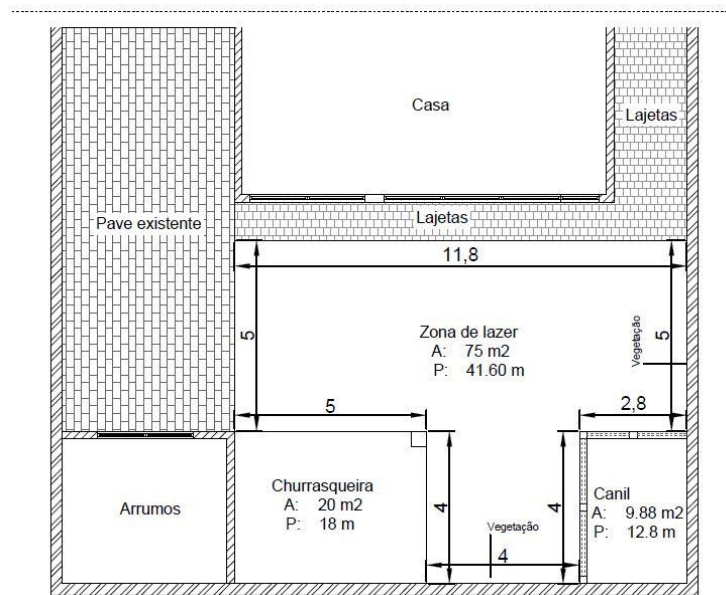 Casa
Lajetas
Lajetas
Pave existente
11,8
Zona de lazer
A: 75 m2
P: 41.60 m
5
5
Vegetação
5
2,8
Churrasqueira
A: 20 m2
P: 18 m
Arrumos
4
4
Canil
A: 9.88 m2
P: 12.8 m
Vegetação
4